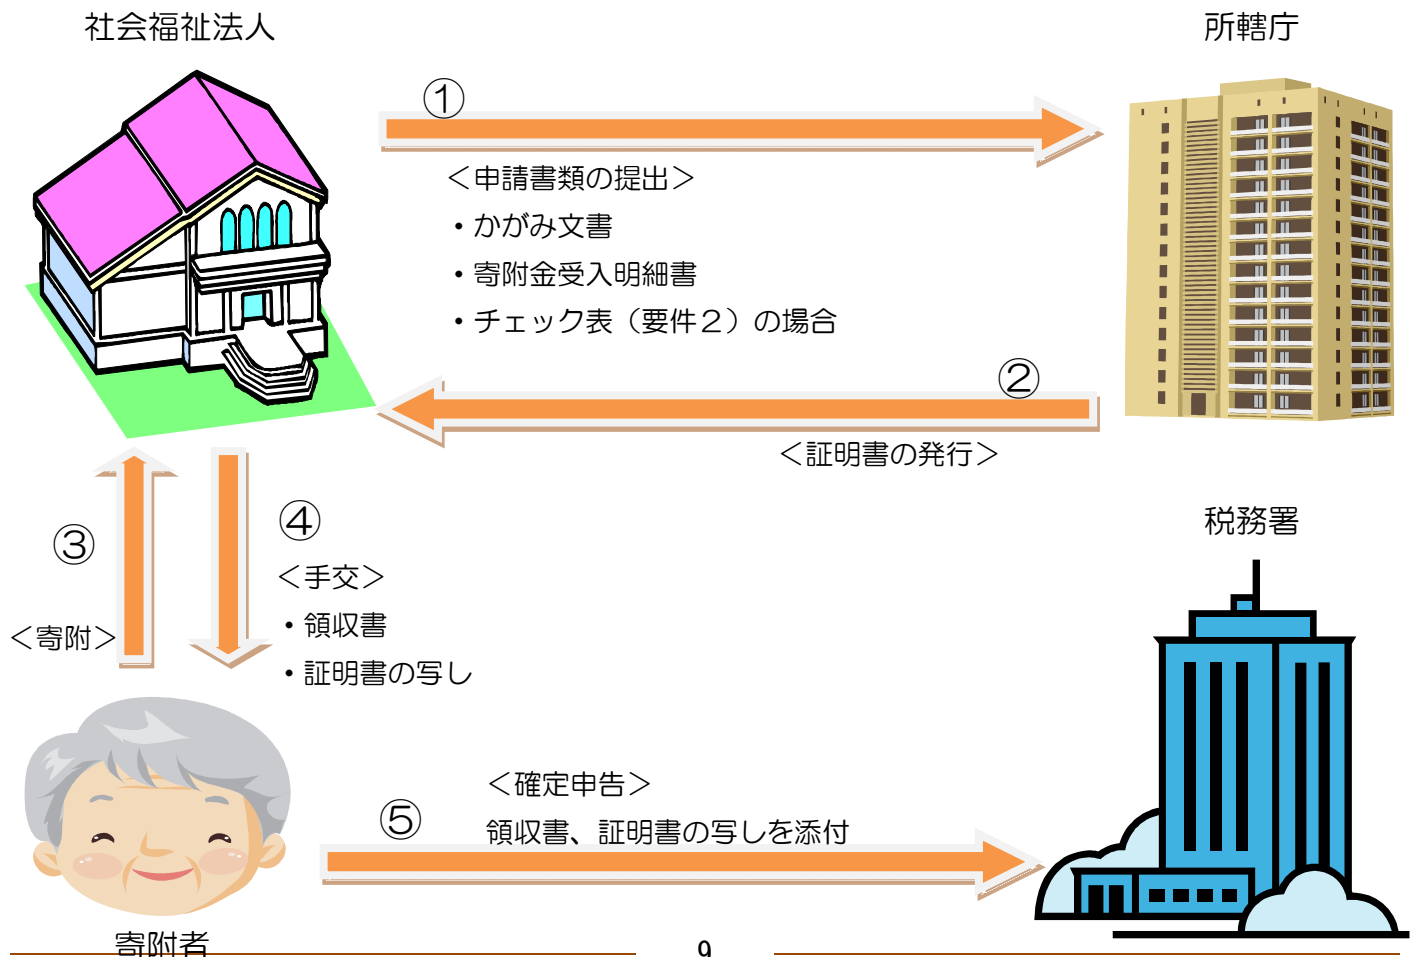 社会福祉法人
所轄庁
①
＜申請書類の提出＞
・かがみ文書
・寄附金受入明細書
・チェック表（要件２）の場合
②
＜証明書の発行＞
③
＜寄附＞
④
＜手交＞
・領収書
・証明書の写し
税務署
⑤
＜確定申告＞
領収書、証明書の写しを添付
寄附者
9